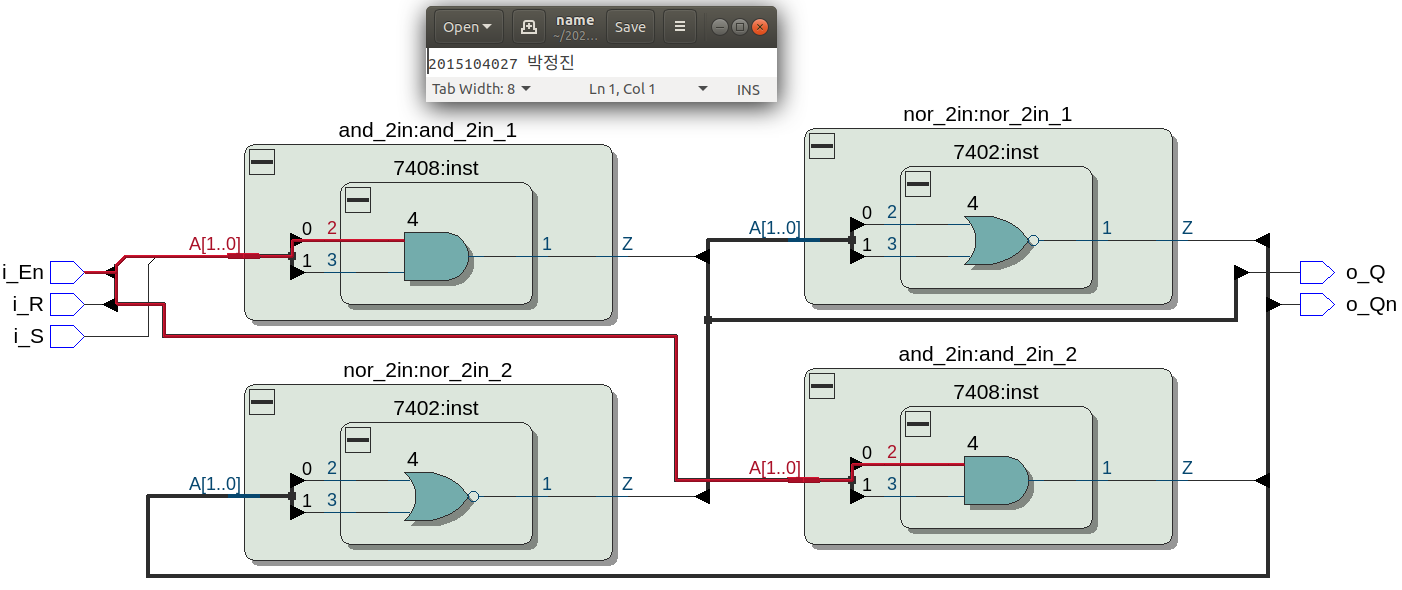 Open
name
~/202...
Save
2015104027 박정진
Tab Width: 8
Ln 1, Col 1
INS
and_2in:and_2in_1
7408:inst
4
0
2
1
3
A[1..0]
1
Z
nor_2in:nor_2in_1
7402:inst
4
0
2
1
3
A[1..0]
1
Z
i_En
i_R
i_S
o_Q
o_Qn
nor_2in:nor_2in_2
7402:inst
4
0
2
1
3
A[1..0]
1
Z
and_2in:and_2in_2
7408:inst
4
0
2
1
3
A[1..0]
1
Z